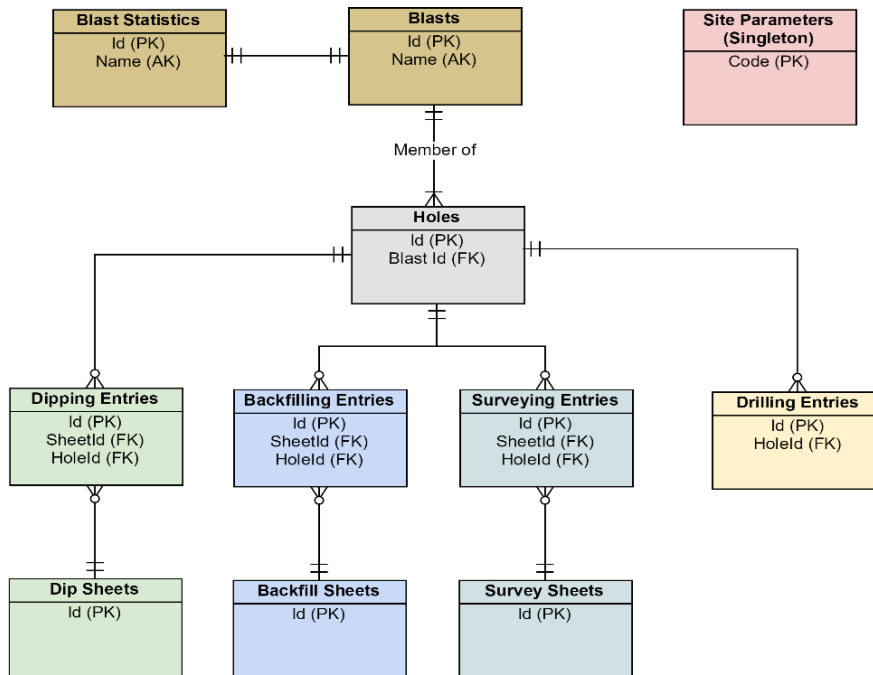 Blast Statistics
Id (PK)
Name (AK)
Blasts
Id (PK)
Name (AK)
Site Parameters
(Singleton)
Code (PK)
Member of
Holes
Id (PK)
Blast Id (FK)
Dipping Entries
Id (PK)
SheetId (FK)
HoleId (FK)
Backfilling Entries
Id (PK)
SheetId (FK)
HoleId (FK)
Surveying Entries
Id (PK)
SheetId (FK)
HoleId (FK)
Drilling Entries
Id (PK)
HoleId (FK)
Dip Sheets
Id (PK)
Backfill Sheets
Id (PK)
Survey Sheets
Id (PK)